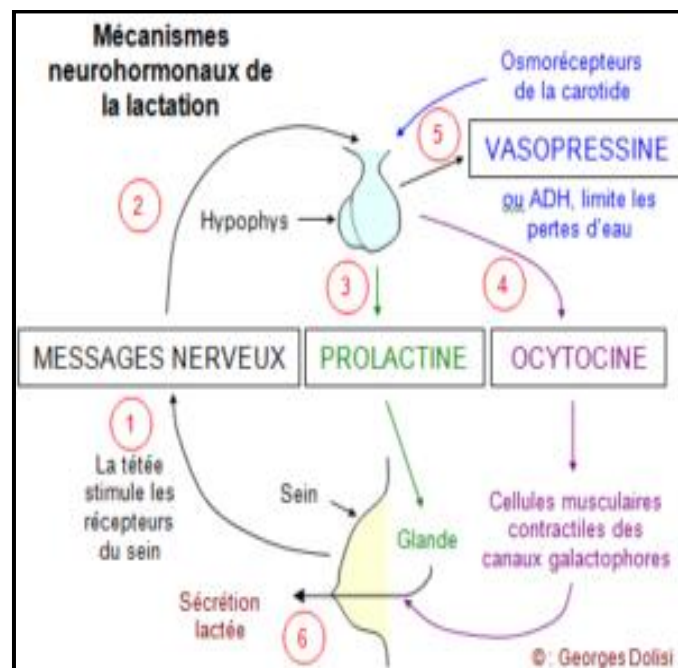 Mécanismes
neurohormonaux de
la lactation
Osmorécepteurs
de la carotide
5
VASOPRESSINE
ou ADH, limite les
pertes d'eau
2
Hypophys
3
4
MESSAGES NERVEUX
PROLACTINE
OCYTOCINE
1
La tétée
stimule les
récepteurs
du sein
Sein
Glande
Cellules musculaires
contractiles des
canaux galactophores
Sécrétion
lactée
6
© : Georges Dolisi